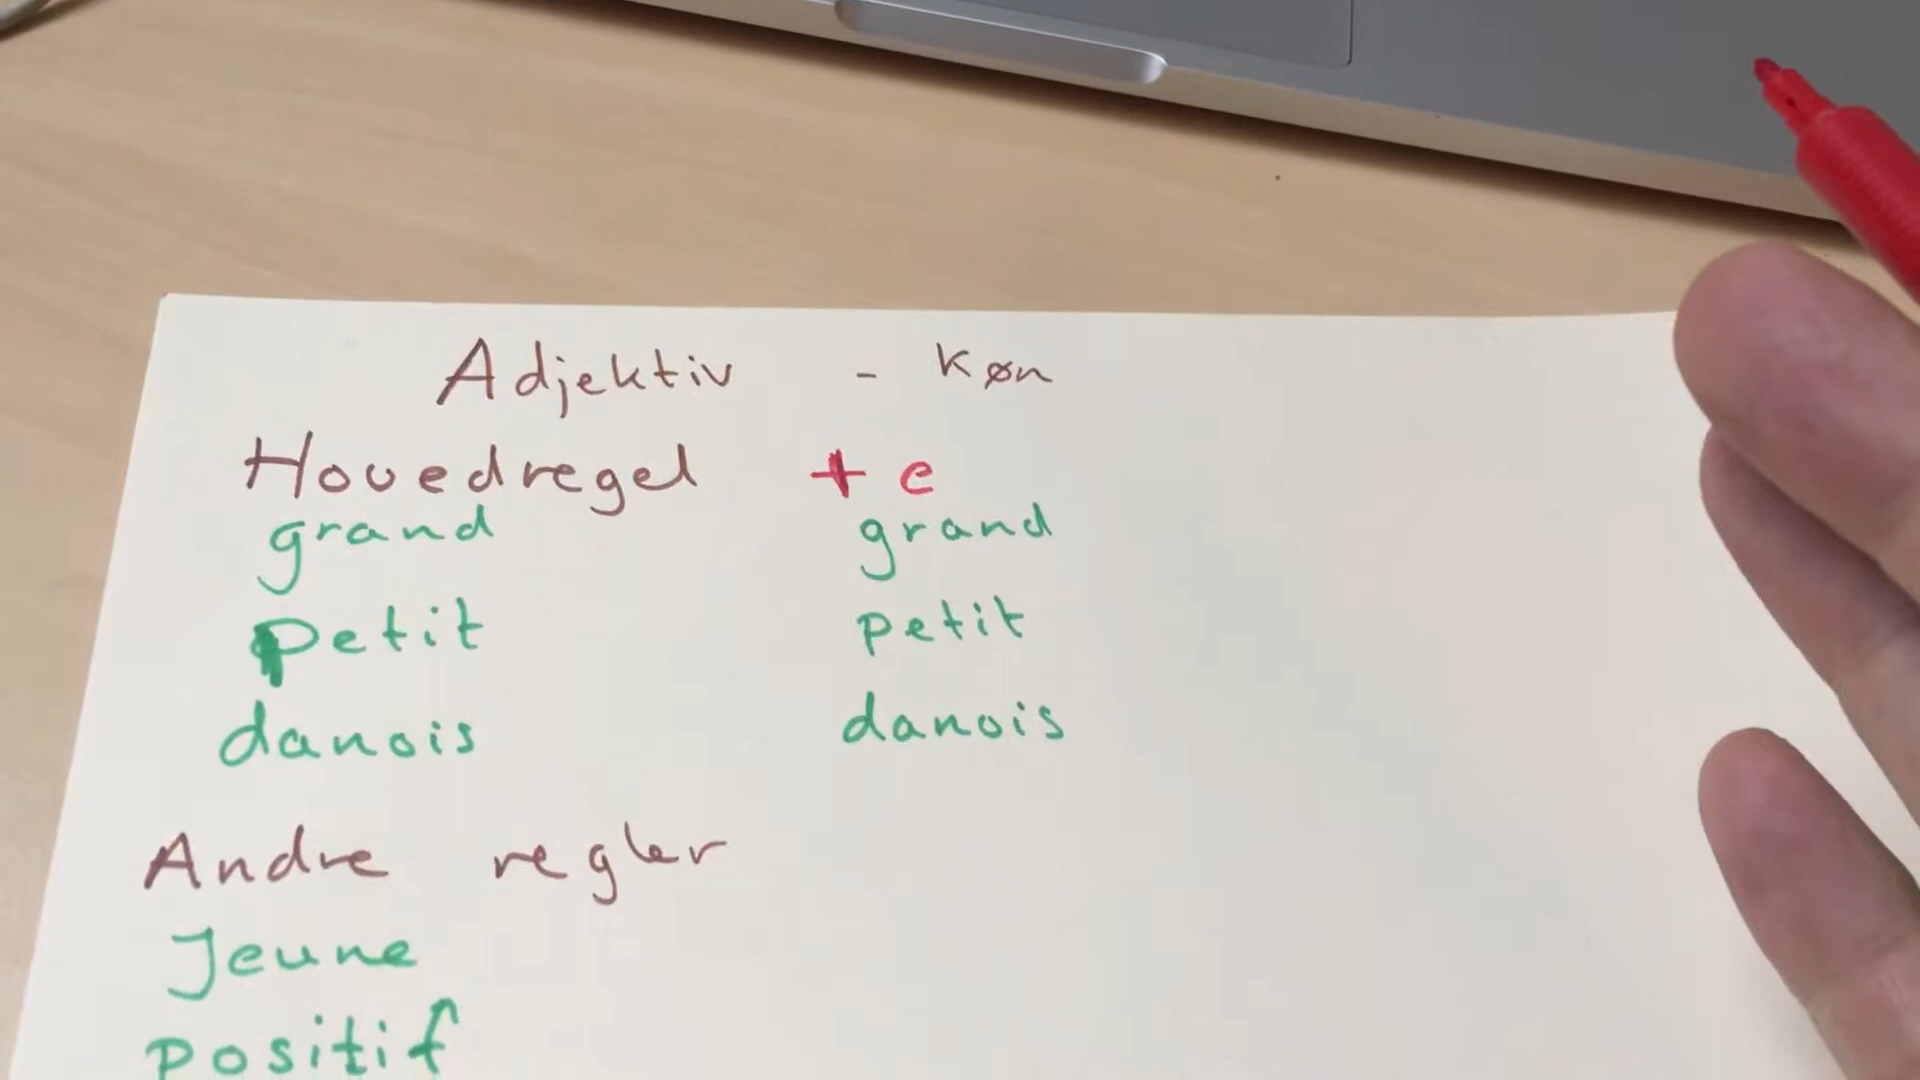 Adjektiv - Køn
Hovedregel + e
grand grand
petit petit
danois danois
Andre regler
Jeune
positif